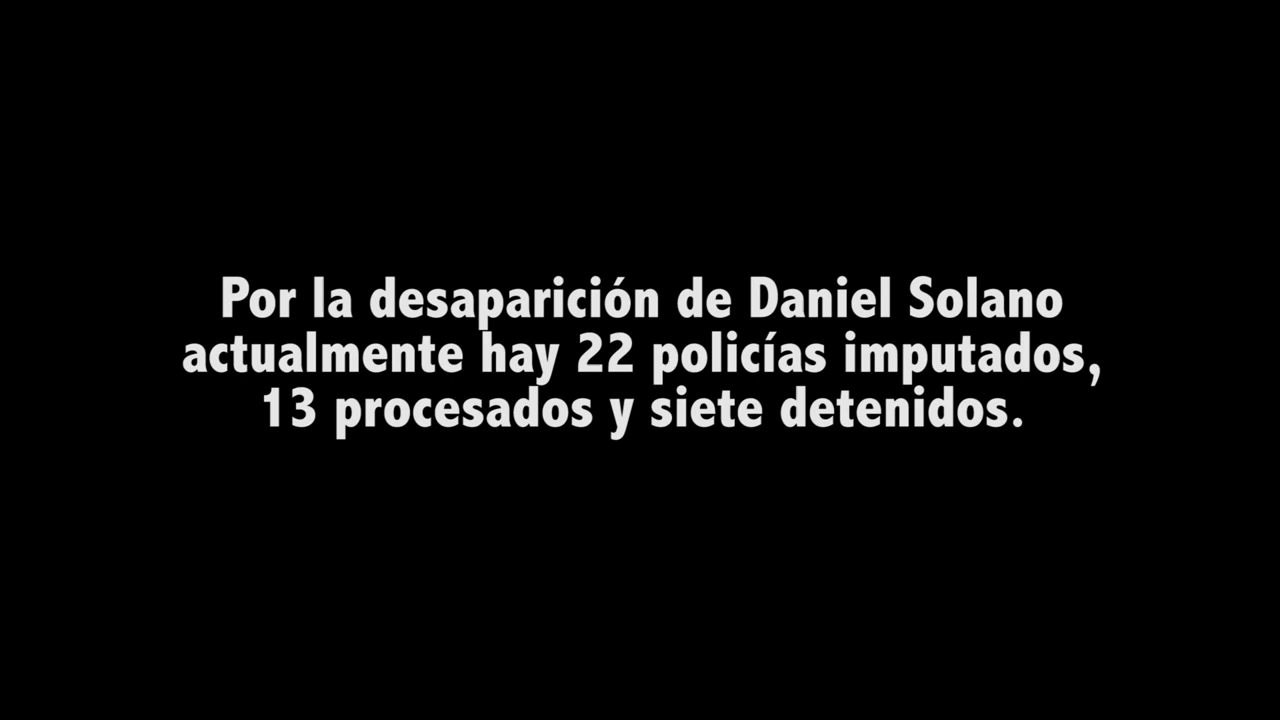 Por la desaparición de Daniel Solano
actualmente hay 22 policías imputados,
13 procesados y siete detenidos.